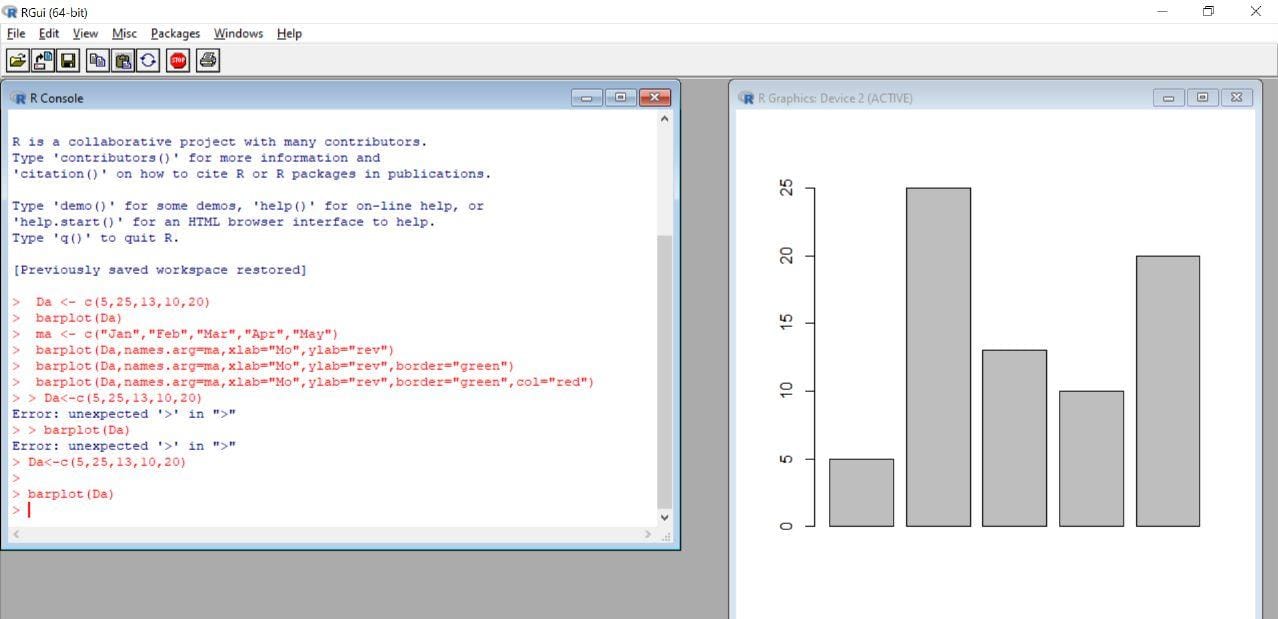 RGui (64-bit)
File Edit View Misc Packages Windows Help
STOP
R Console
R is a collaborative project with many contributors.
Type 'contributors()' for more information and
'citation()' on how to cite R or R packages in publications.
Type 'demo()' for some demos, 'help()' for on-line help, or
'help.start()' for an HTML browser interface to help.
Type 'q()' to quit R.
[Previously saved workspace restored]
>  Da <- c(5,25,13,10,20)
>  barplot(Da)
>  ma <- c("Jan","Feb","Mar","Apr","May")
>  barplot(Da,names.arg=ma,xlab="Mo",ylab="rev")
>  barplot(Da,names.arg=ma,xlab="Mo",ylab="rev",border="green")
>  barplot(Da,names.arg=ma,xlab="Mo",ylab="rev",border="green",col="red")
> > Da<-c(5,25,13,10,20)
Error: unexpected '>' in ">"
> > barplot(Da)
Error: unexpected '>' in ">"
> Da<-c(5,25,13,10,20)
>
> barplot(Da)
>
R Graphics: Device 2 (ACTIVE)
25
20
15
10
5
0